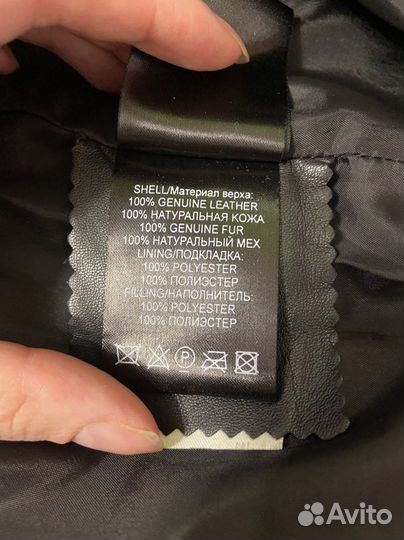 SHELL/Материал верха:
100% GENUINE LEATHER
100% НАТУРАЛЬНАЯ КОЖА
100% GENUINE FUR
100% НАТУРАЛЬНЫЙ МЕХ
LINING/ПОДКЛАДКА:
100% POLYESTER
100% ПОЛИЭСТЕР
FILLING/НАПОЛНИТЕЛЬ:
100% POLYESTER
100% ПОЛИЭСТЕР
P
Avito